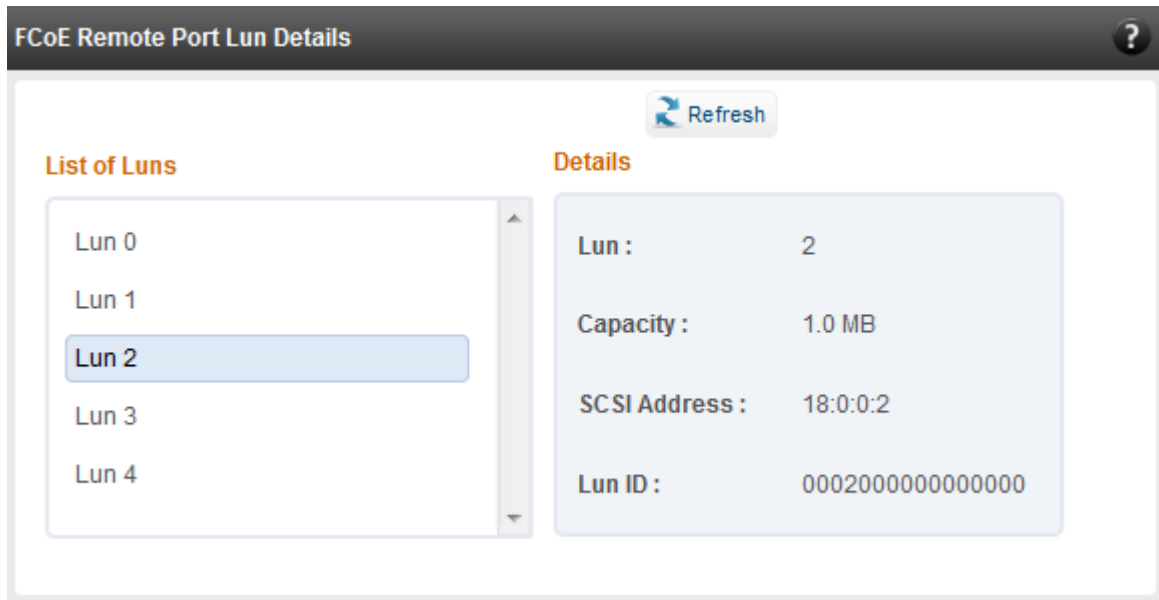 FCoE Remote Port Lun Details
?
Refresh
List of Luns
Lun 0
Lun 1
Lun 2
Lun 3
Lun 4
Details
Lun : 2
Capacity : 1.0 MB
SCSI Address : 18:0:0:2
Lun ID : 0002000000000000